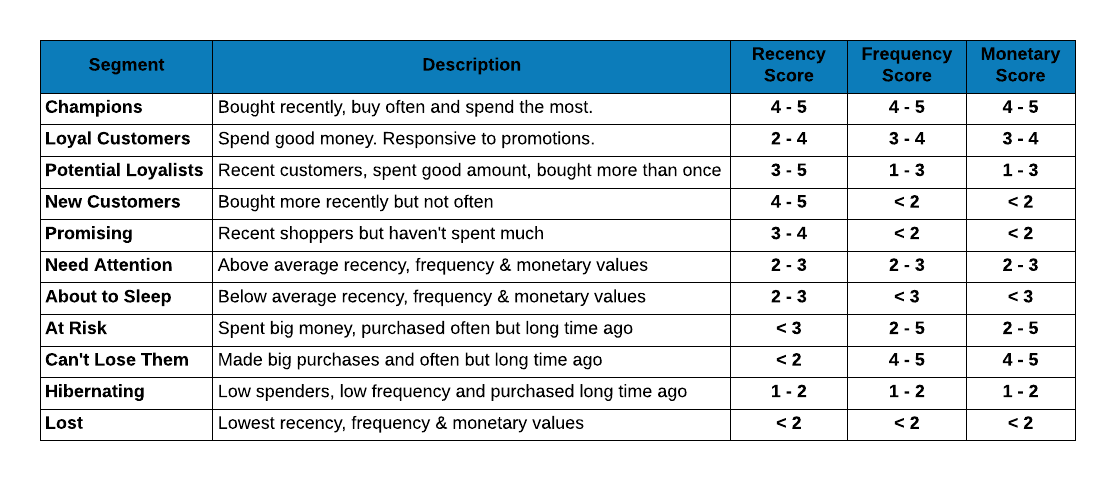 Segment Description Recency Score Frequency Score Monetary Score
Champions Bought recently, buy often and spend the most. 4 - 5 4 - 5 4 - 5
Loyal Customers Spend good money. Responsive to promotions. 2 - 4 3 - 4 3 - 4
Potential Loyalists Recent customers, spent good amount, bought more than once 3 - 5 1 - 3 1 - 3
New Customers Bought more recently but not often 4 - 5 < 2 < 2
Promising Recent shoppers but haven't spent much 3 - 4 < 2 < 2
Need Attention Above average recency, frequency & monetary values 2 - 3 2 - 3 2 - 3
About to Sleep Below average recency, frequency & monetary values 2 - 3 < 3 < 3
At Risk Spent big money, purchased often but long time ago < 3 2 - 5 2 - 5
Can't Lose Them Made big purchases and often but long time ago < 2 4 - 5 4 - 5
Hibernating Low spenders, low frequency and purchased long time ago 1 - 2 1 - 2 1 - 2
Lost Lowest recency, frequency & monetary values < 2 < 2 < 2